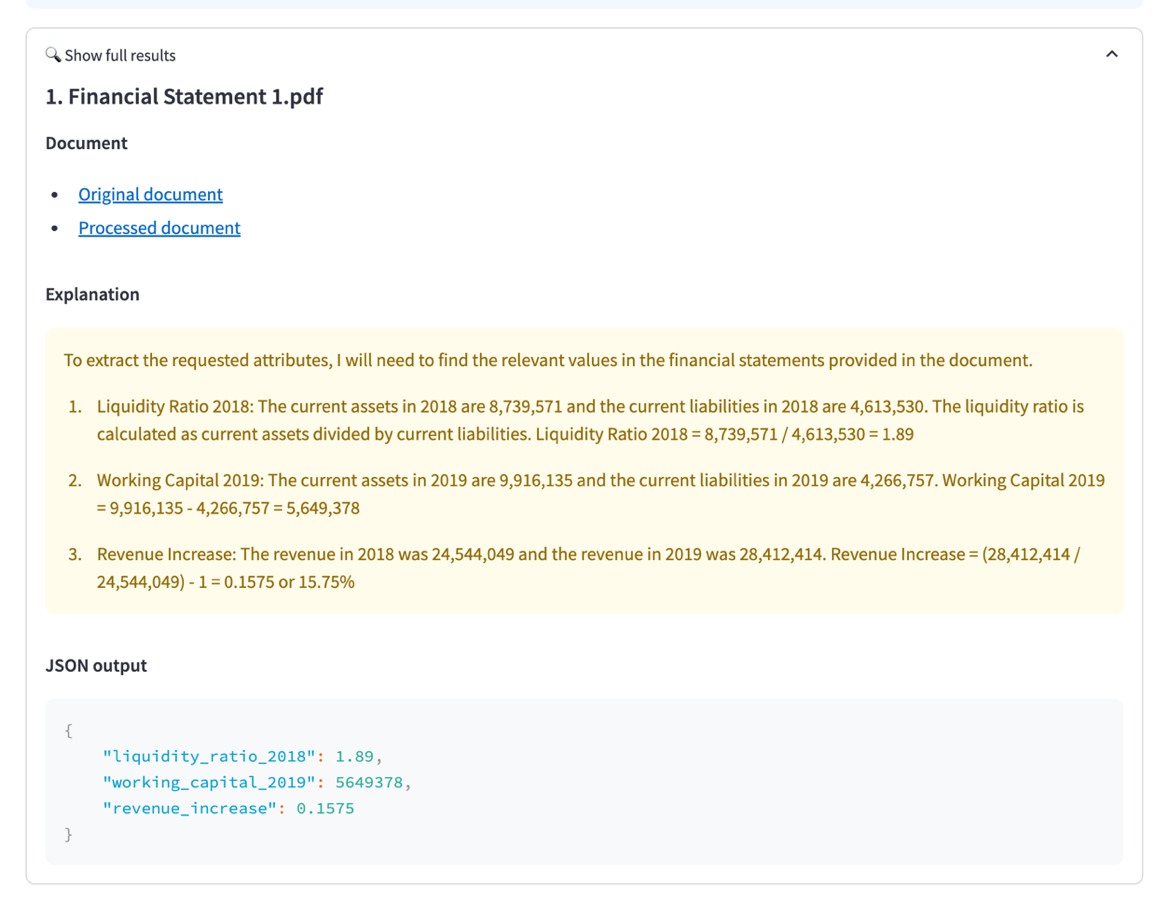 🔍 Show full results
1. Financial Statement 1.pdf
Document
• Original document
• Processed document
Explanation
To extract the requested attributes, I will need to find the relevant values in the financial statements provided in the document.
1. Liquidity Ratio 2018: The current assets in 2018 are 8,739,571 and the current liabilities in 2018 are 4,613,530. The liquidity ratio is
calculated as current assets divided by current liabilities. Liquidity Ratio 2018 = 8,739,571 / 4,613,530 = 1.89
2. Working Capital 2019: The current assets in 2019 are 9,916,135 and the current liabilities in 2019 are 4,266,757. Working Capital 2019
= 9,916,135 - 4,266,757 = 5,649,378
3. Revenue Increase: The revenue in 2018 was 24,544,049 and the revenue in 2019 was 28,412,414. Revenue Increase = (28,412,414 /
24,544,049) - 1 = 0.1575 or 15.75%
JSON output
{
    "liquidity_ratio_2018": 1.89,
    "working_capital_2019": 5649378,
    "revenue_increase": 0.1575
}